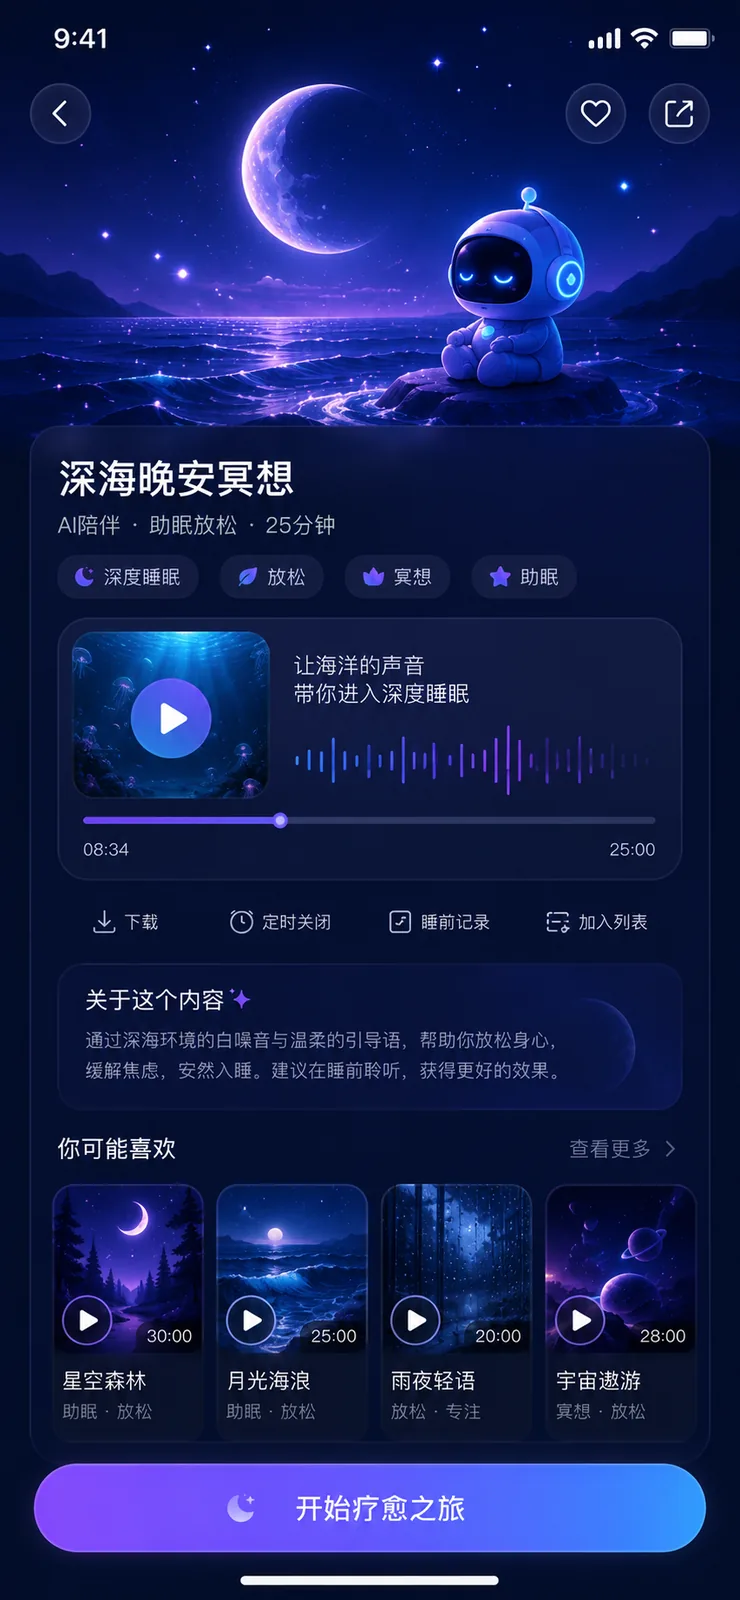 9:41
深海晚安冥想
AI陪伴 · 助眠放松 · 25分钟
深度睡眠 放松 冥想 助眠
让海洋的声音
带你进入深度睡眠
08:34 25:00
下载 定时关闭 睡前记录 加入列表
关于这个内容
通过深海环境的白噪音与温柔的引导语，帮助你放松身心，
缓解焦虑，安然入睡。建议在睡前聆听，获得更好的效果。
你可能喜欢 查看更多
30:00 25:00 20:00 28:00
星空森林 月光海浪 雨夜轻语 宇宙遨游
助眠 · 放松 助眠 · 放松 放松 · 专注 冥想 · 放松
开始疗愈之旅